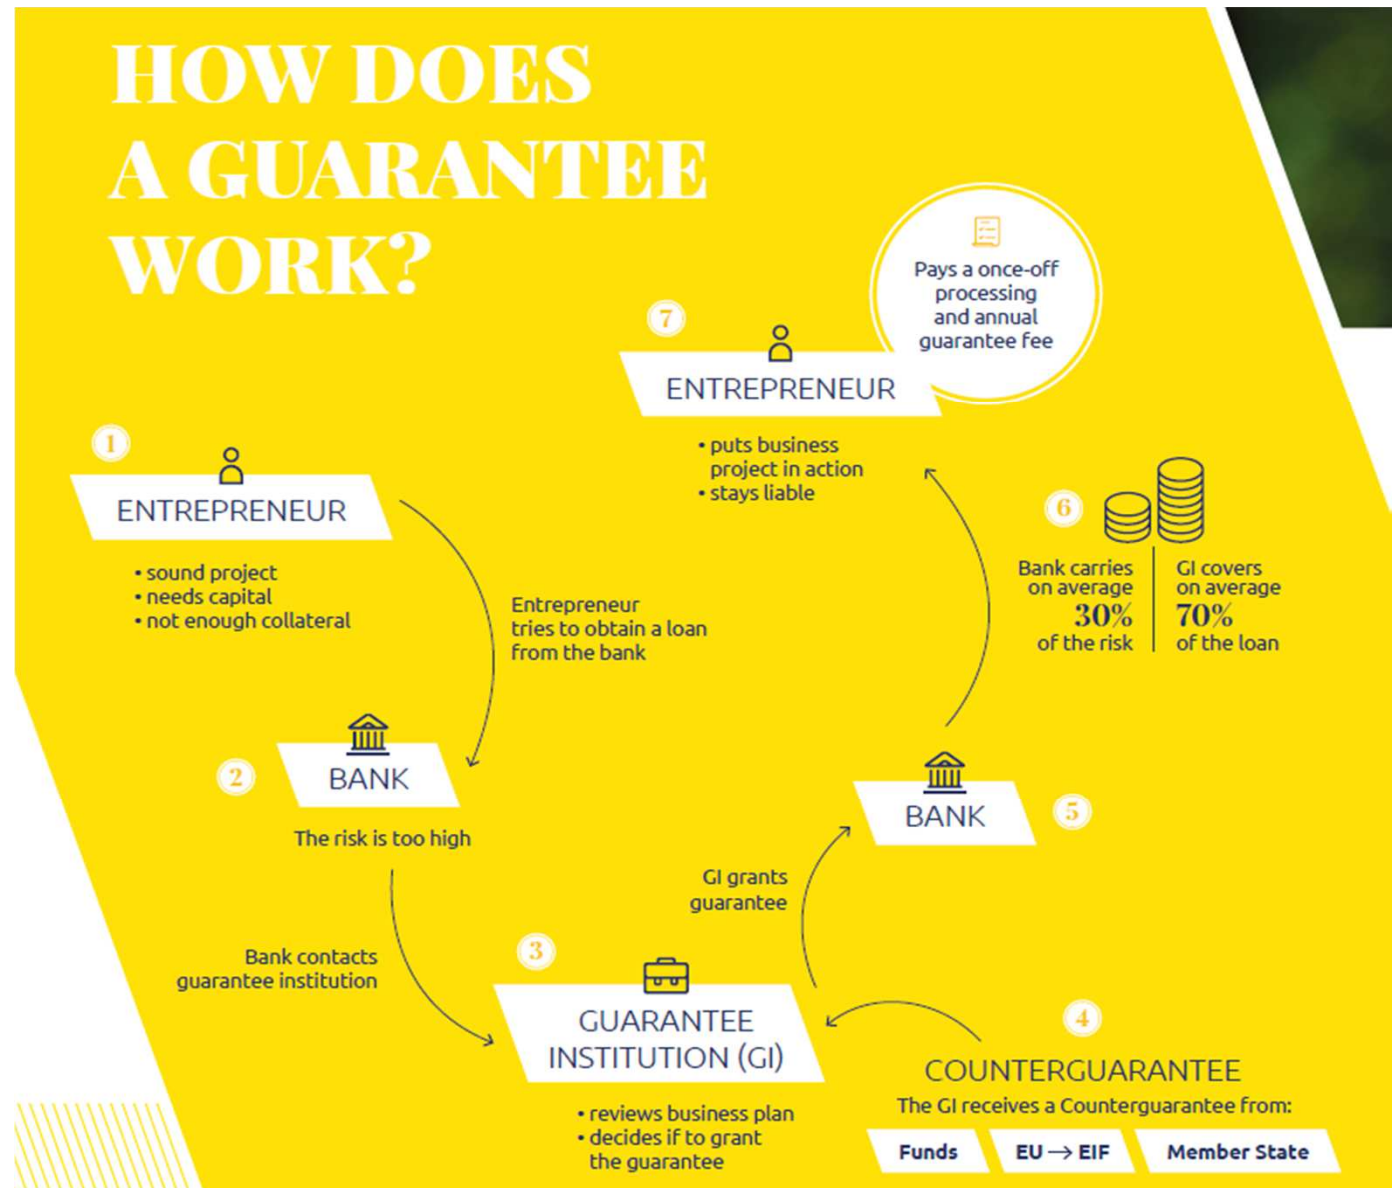 HOW DOES
A GUARANTEE
WORK?
1
ENTREPRENEUR
• sound project
• needs capital
• not enough collateral
Entrepreneur
tries to obtain a loan
from the bank
2
BANK
The risk is too high
Bank contacts
guarantee institution
3
GUARANTEE
INSTITUTION (GI)
• reviews business plan
• decides if to grant
the guarantee
4
COUNTERGUARANTEE
The GI receives a Counterguarantee from:
Funds
EU → EIF
Member State
GI grants
guarantee
5
BANK
6
Bank carries
on average
30%
of the risk
GI covers
on average
70%
of the loan
7
ENTREPRENEUR
• puts business
project in action
• stays liable
Pays a once-off
processing
and annual
guarantee fee